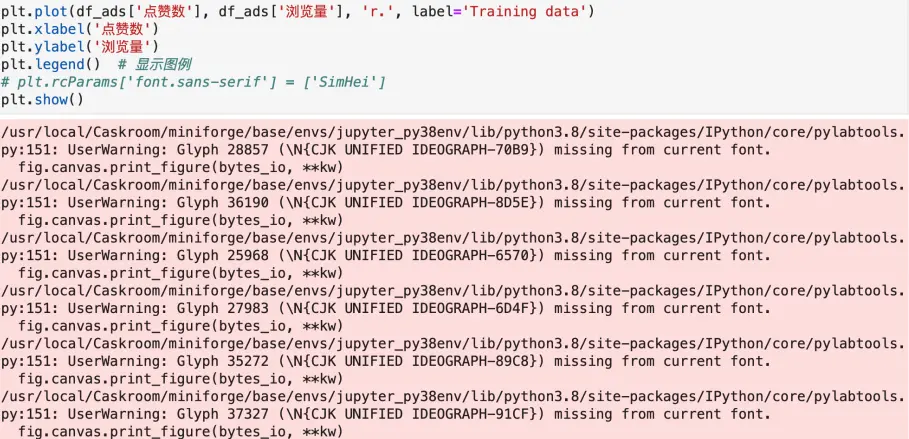 plt.plot(df_ads['点赞数'], df_ads['浏览量'], 'r.', label='Training data')
plt.xlabel('点赞数')
plt.ylabel('浏览量')
plt.legend()  # 显示图例
# plt.rcParams['font.sans-serif'] = ['SimHei']
plt.show()
/usr/local/Caskroom/miniforge/base/envs/jupyter_py38env/lib/python3.8/site-packages/IPython/core/pylabtools.
py:151: UserWarning: Glyph 28857 (\N{CJK UNIFIED IDEOGRAPH-70B9}) missing from current font.
  fig.canvas.print_figure(bytes_io, **kw)
/usr/local/Caskroom/miniforge/base/envs/jupyter_py38env/lib/python3.8/site-packages/IPython/core/pylabtools.
py:151: UserWarning: Glyph 36190 (\N{CJK UNIFIED IDEOGRAPH-8D5E}) missing from current font.
  fig.canvas.print_figure(bytes_io, **kw)
/usr/local/Caskroom/miniforge/base/envs/jupyter_py38env/lib/python3.8/site-packages/IPython/core/pylabtools.
py:151: UserWarning: Glyph 25968 (\N{CJK UNIFIED IDEOGRAPH-6570}) missing from current font.
  fig.canvas.print_figure(bytes_io, **kw)
/usr/local/Caskroom/miniforge/base/envs/jupyter_py38env/lib/python3.8/site-packages/IPython/core/pylabtools.
py:151: UserWarning: Glyph 27983 (\N{CJK UNIFIED IDEOGRAPH-6D4F}) missing from current font.
  fig.canvas.print_figure(bytes_io, **kw)
/usr/local/Caskroom/miniforge/base/envs/jupyter_py38env/lib/python3.8/site-packages/IPython/core/pylabtools.
py:151: UserWarning: Glyph 35272 (\N{CJK UNIFIED IDEOGRAPH-89C8}) missing from current font.
  fig.canvas.print_figure(bytes_io, **kw)
/usr/local/Caskroom/miniforge/base/envs/jupyter_py38env/lib/python3.8/site-packages/IPython/core/pylabtools.
py:151: UserWarning: Glyph 37327 (\N{CJK UNIFIED IDEOGRAPH-91CF}) missing from current font.
  fig.canvas.print_figure(bytes_io, **kw)